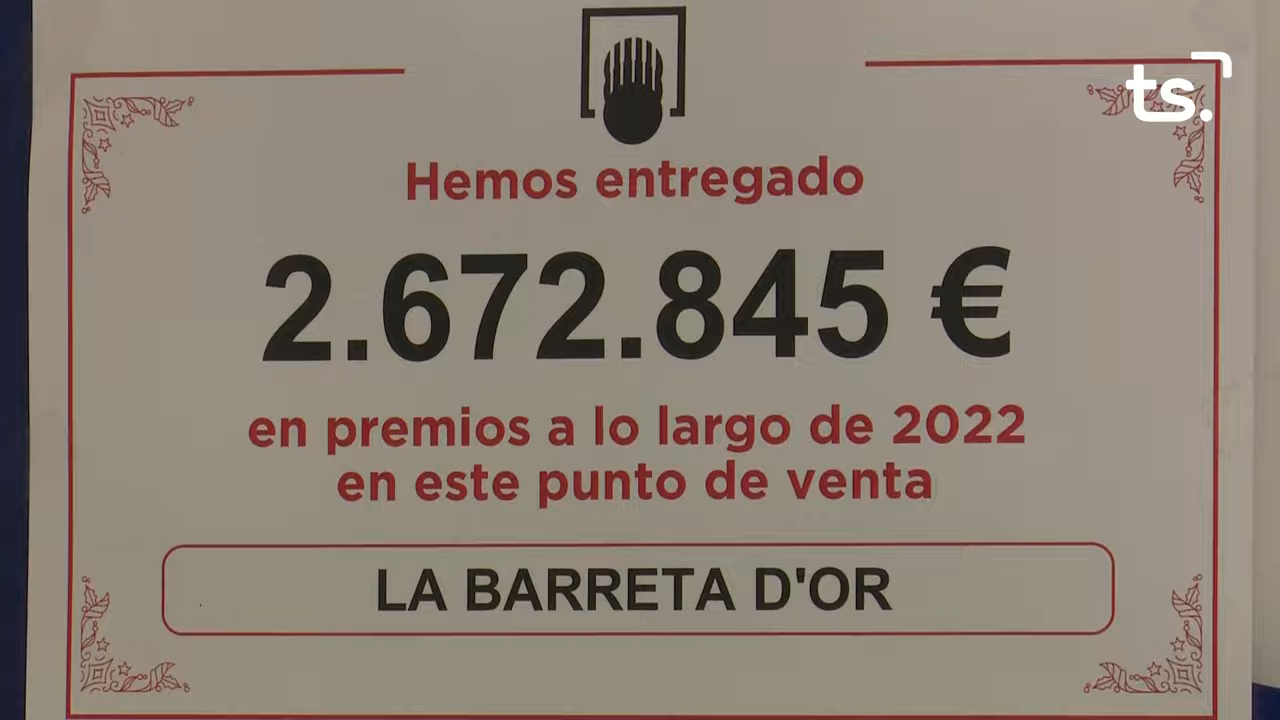 ts.
Hemos entregado
2.672.845 €
en premios a lo largo de 2022
en este punto de venta
LA BARRETA D'OR